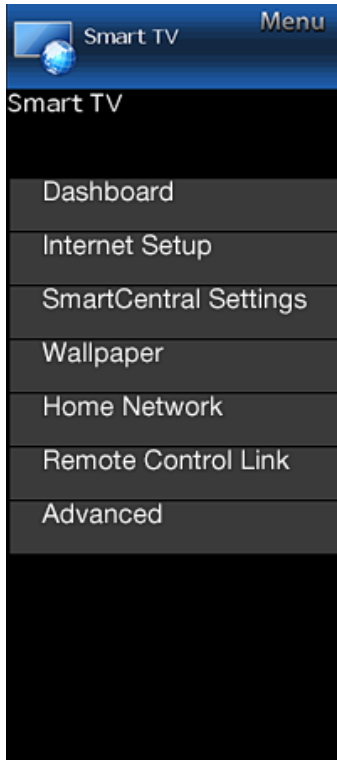 Menu
Smart TV
Smart TV
Dashboard
Internet Setup
SmartCentral Settings
Wallpaper
Home Network
Remote Control Link
Advanced